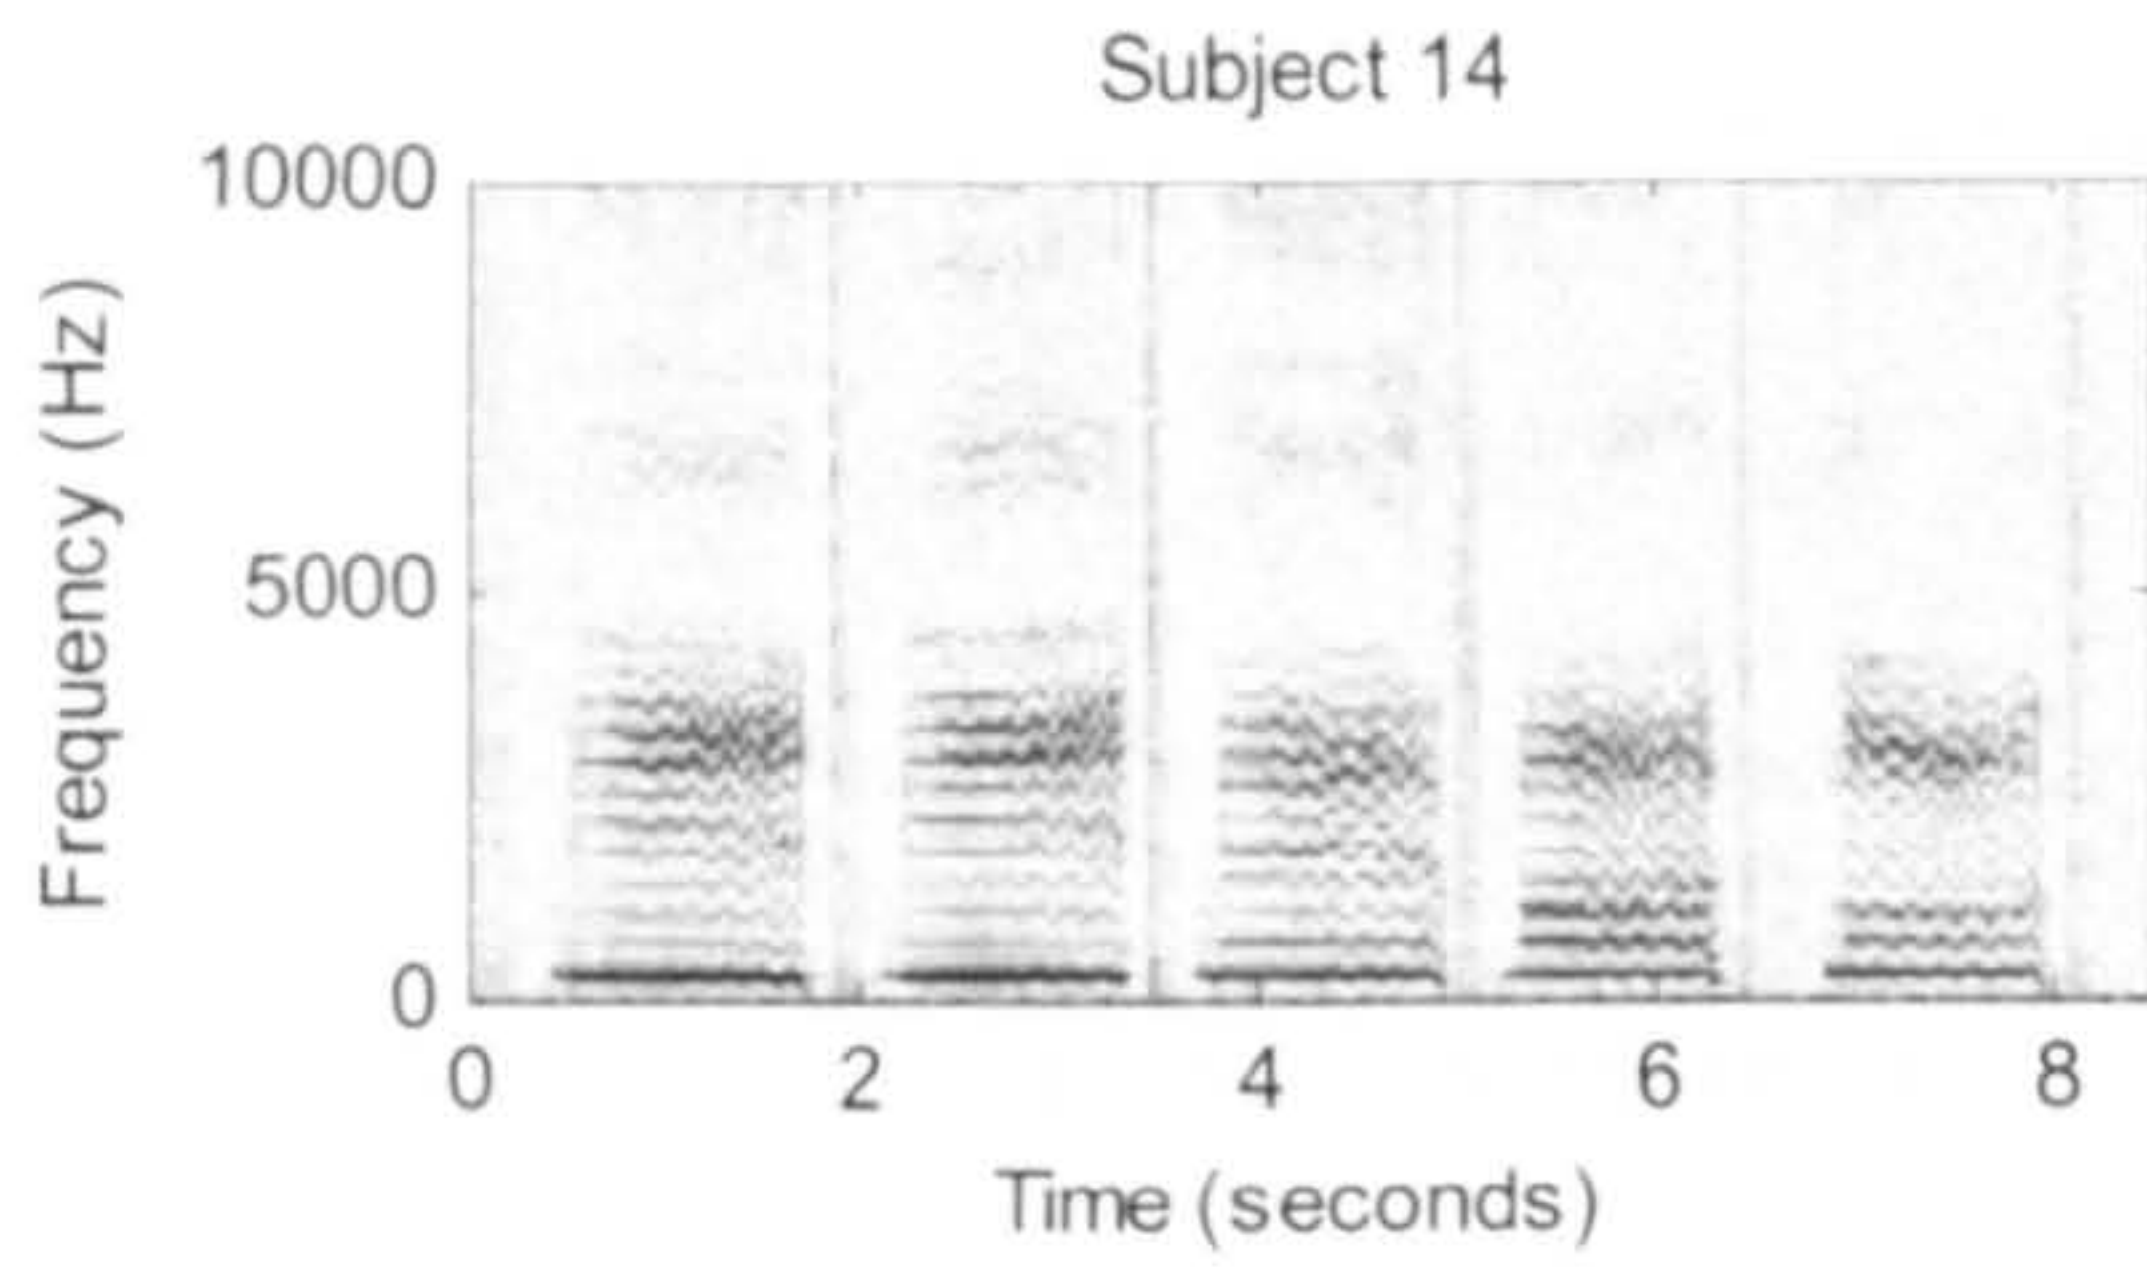 Subject 14
10000
5000
0
Frequency (Hz)
0 2 4 6 8
Time (seconds)